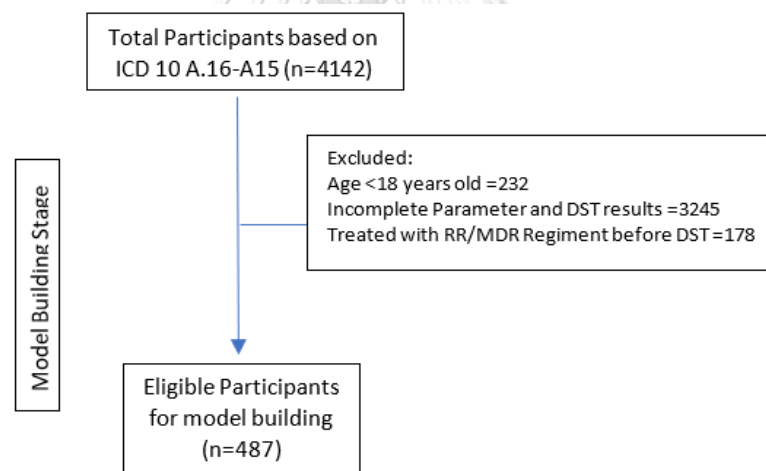 Total Participants based on
ICD 10 A.16-A15 (n=4142)
Excluded:
Age <18 years old =232
Incomplete Parameter and DST results =3245
Treated with RR/MDR Regiment before DST =178
Model Building Stage
Eligible Participants
for model building
(n=487)